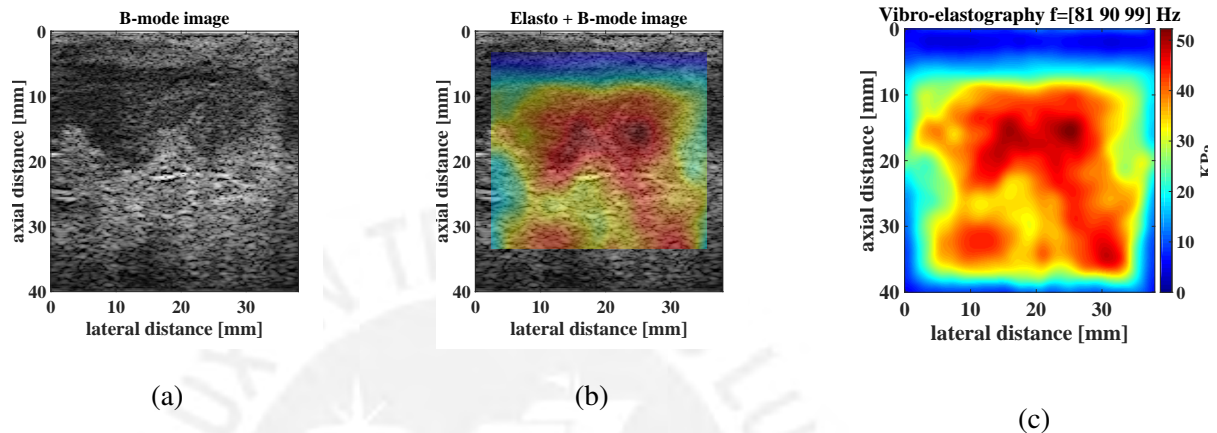 B-mode image
0
10
20
30
40
axial distance [mm]
0 10 20 30
lateral distance [mm]
(a)
Elasto + B-mode image
0
10
20
30
40
axial distance [mm]
0 10 20 30
lateral distance [mm]
(b)
Vibro-elastography f=[81 90 99] Hz
0
10
20
30
40
axial distance [mm]
0 10 20 30
lateral distance [mm]
50
40
30
20
10
0
KPa
(c)